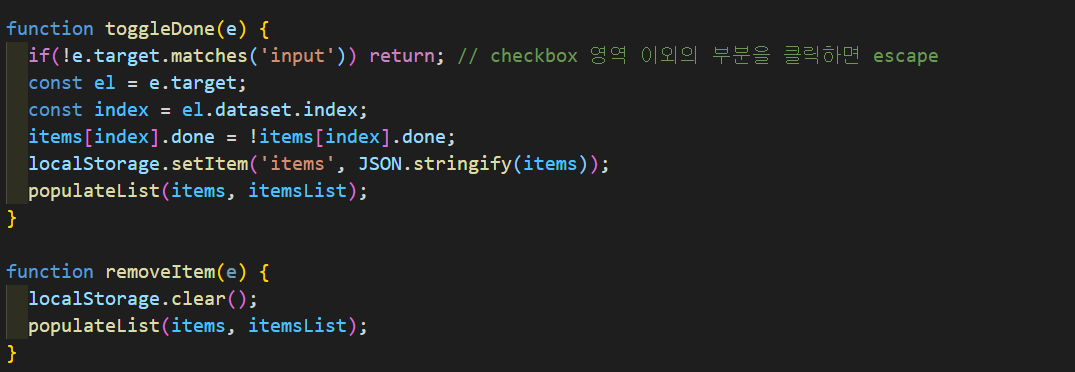 function toggleDone(e) {
  if(!e.target.matches('input')) return; // checkbox 영역 이외의 부분을 클릭하면 escape
  const el = e.target;
  const index = el.dataset.index;
  items[index].done = !items[index].done;
  localStorage.setItem('items', JSON.stringify(items));
  populateList(items, itemsList);
}

function removeItem(e) {
  localStorage.clear();
  populateList(items, itemsList);
}